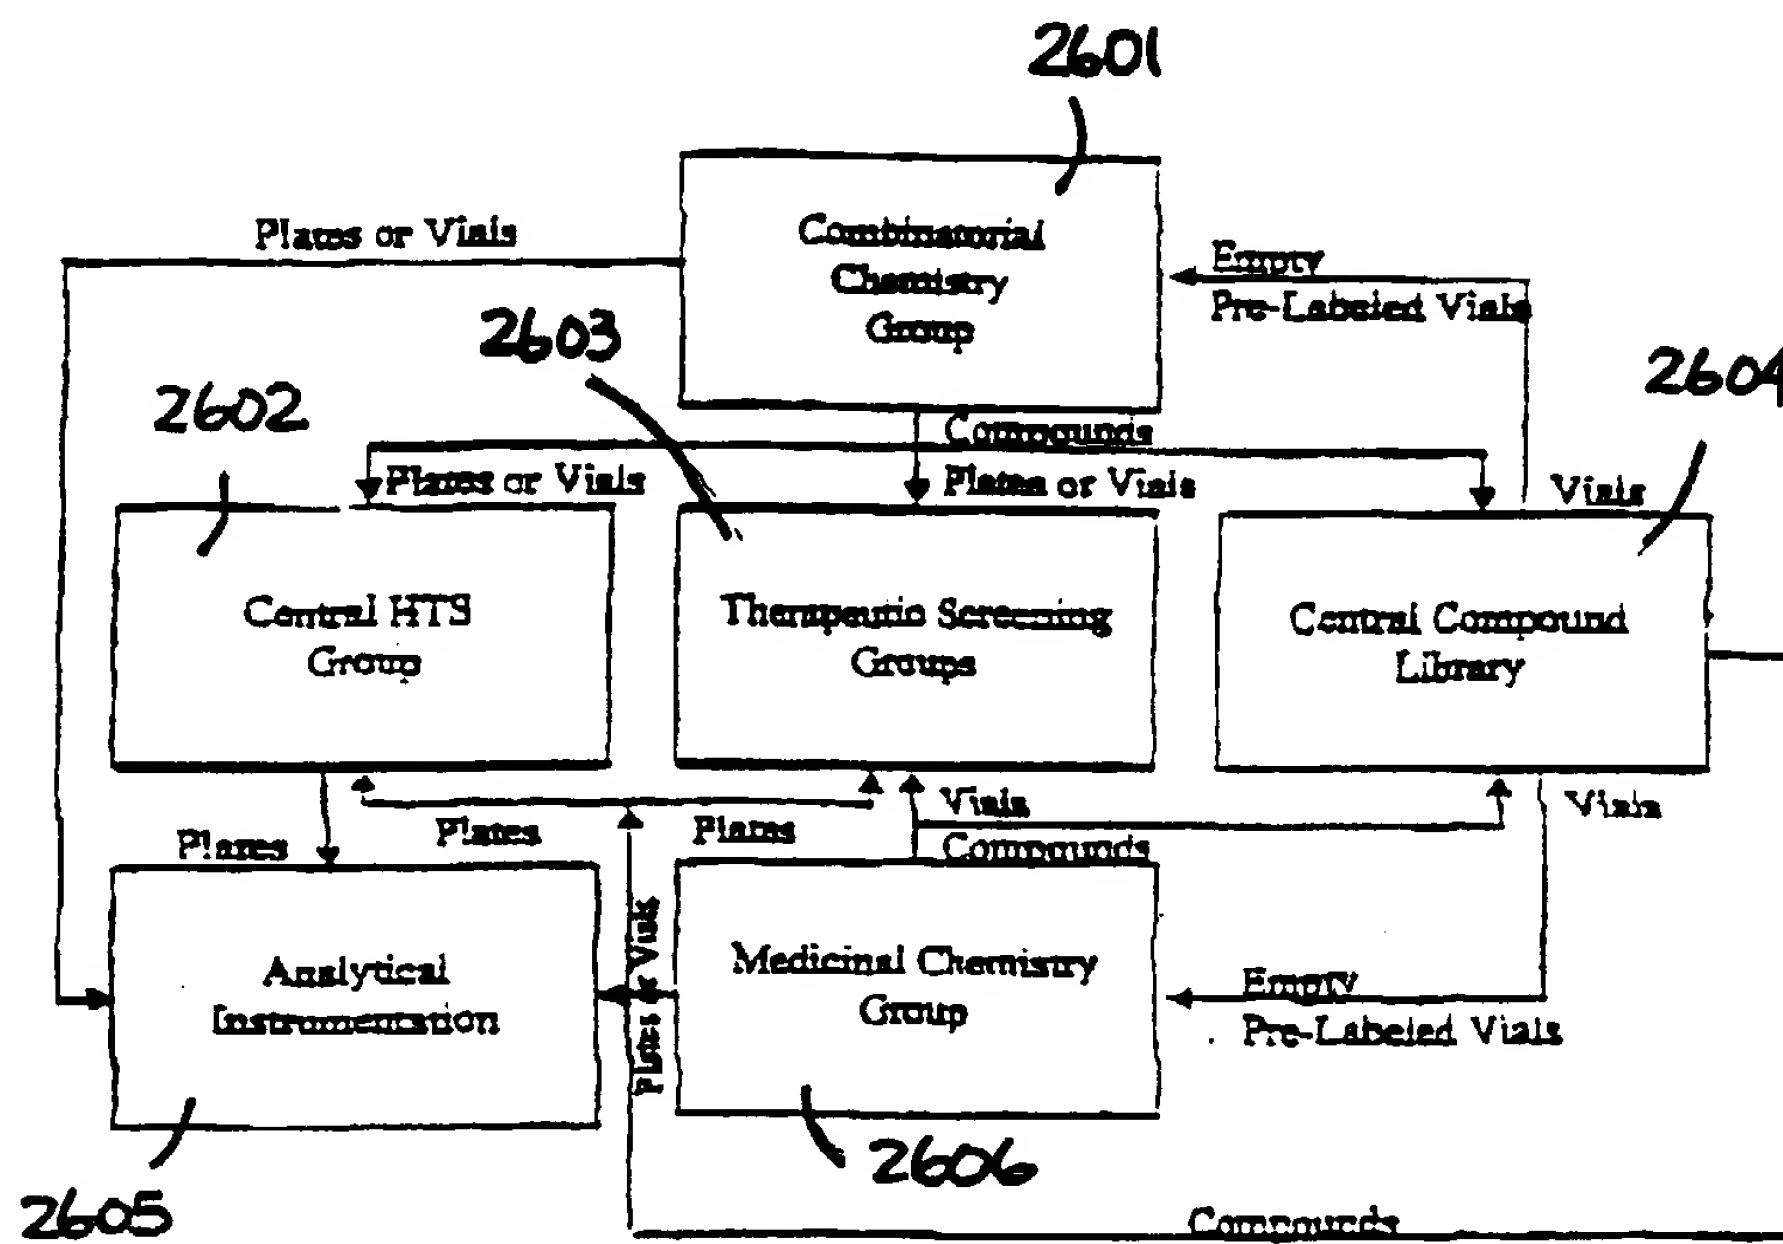 2601
Plates or Vials
Combinatorial
Chemistry
Group
Empty
Pre-Labeled Vials
2603
2602
2604
Compounds
Plates or Vials
Plates or Vials
Vials
Central HTS
Group
Therapeutic Screening
Groups
Central Compound
Library
Plates
Plates
Plates
Vials
Compounds
Vials
Plates or Vials
Analytical
Instrumentation
Medicinal Chemistry
Group
Empty
Pre-Labeled Vials
2605
2606
Compounds